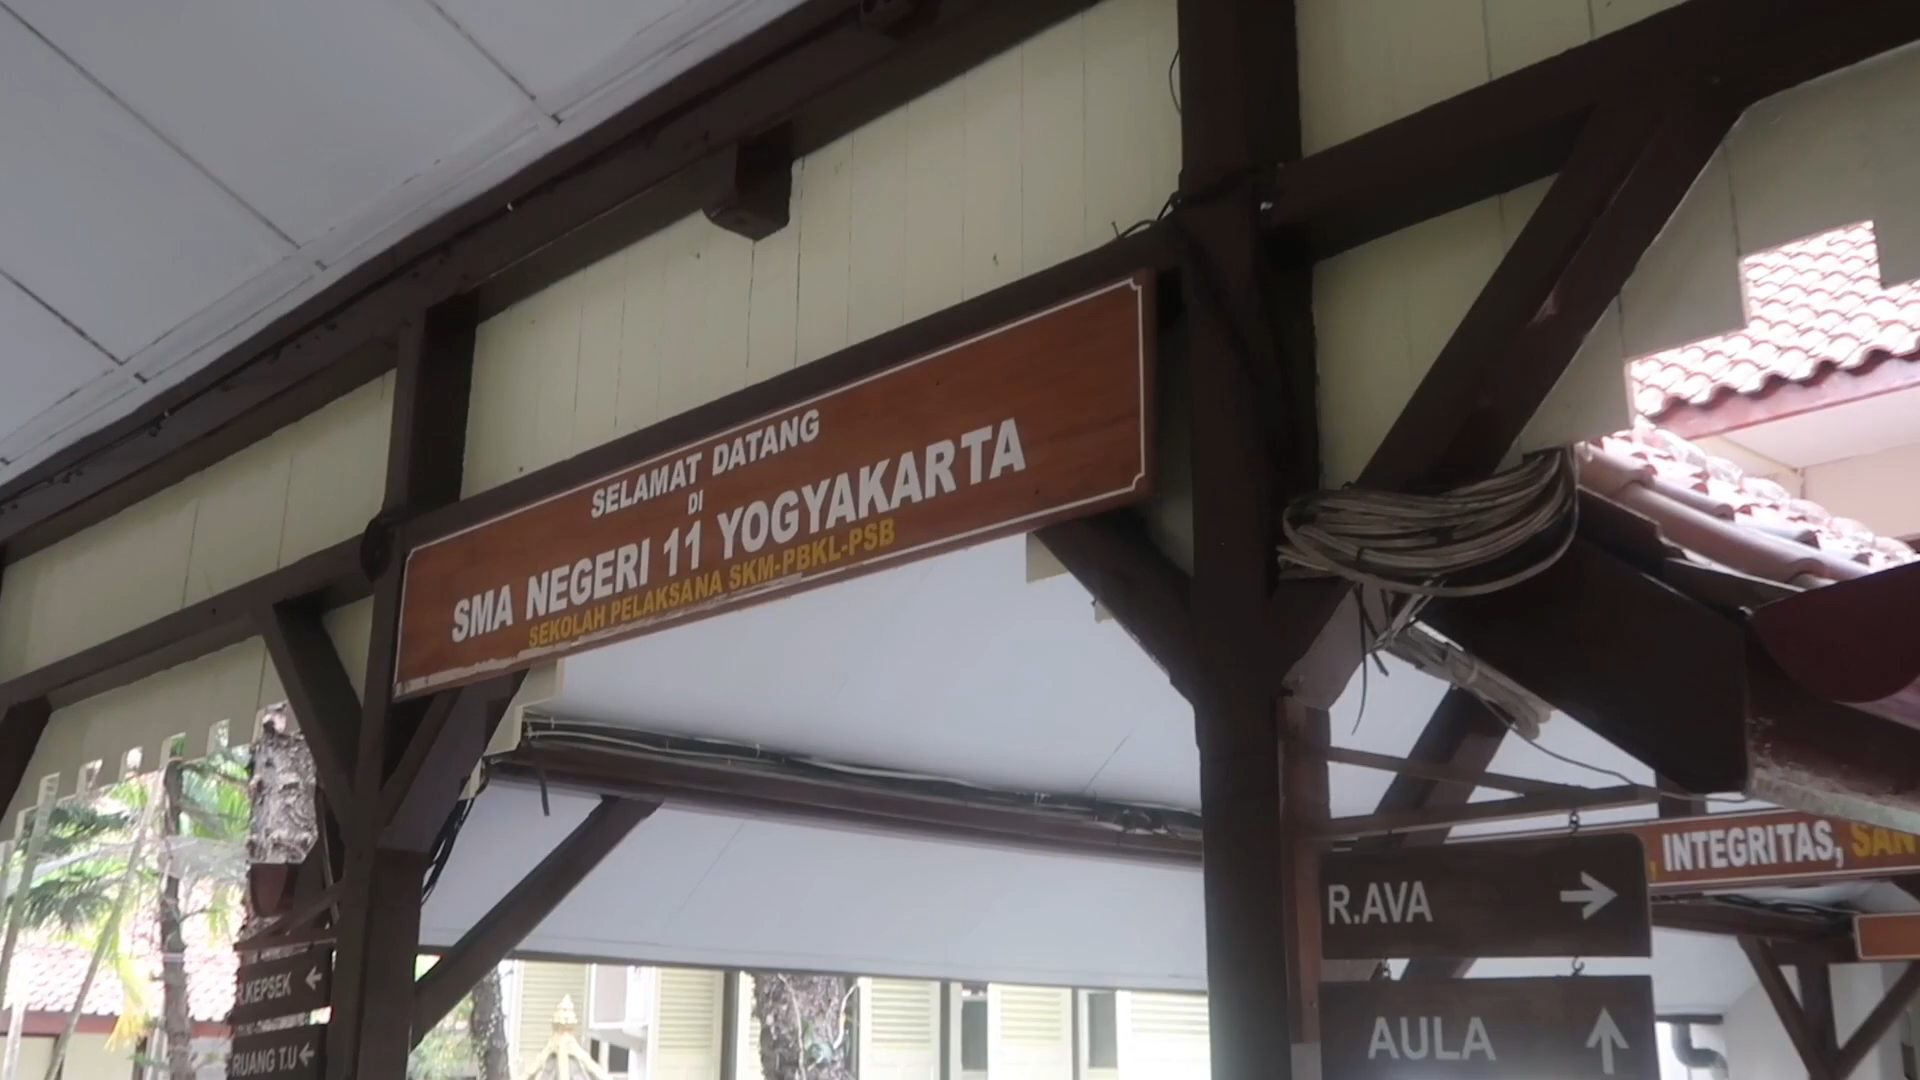 SELAMAT DATANG
DI
SMA NEGERI 11 YOGYAKARTA
SEKOLAH PELAKSANA SKM-PBKL-PSB
, INTEGRITAS,
R.AVA →
AULA ↑
R.KEPSEK ←
RUANG T.U ←